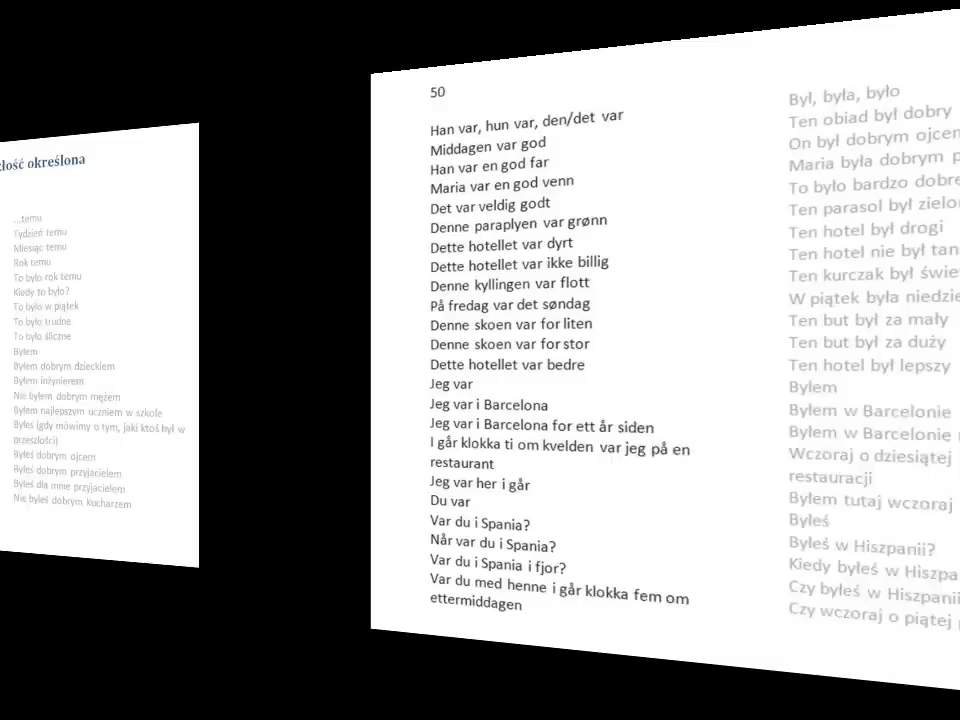 określona
...temu
Tydzień temu
Miesiąc temu
Rok temu
To było rok temu
Kiedy to było?
To było w piątek
To było trudne
To było śliczne
Byłem
Byłem dobrym dzieckiem
Byłem inżynierem
Nie byłem dobrym mężem
Byłem najlepszym uczniem w szkole
Byłeś (gdy mówimy o tym, jaki ktoś był w
przeszłości)
Byłeś dobrym ojcem
Byłeś dobrym przyjacielem
Byłeś dla mnie przyjacielem
Nie byłeś dobrym kucharzem
50
Han var, hun var, den/det var
Middagen var god
Han var en god far
Maria var en god venn
Det var veldig godt
Denne paraplyen var grønn
Dette hotellet var dyrt
Dette hotellet var ikke billig
Denne kyllingen var flott
På fredag var det søndag
Denne skoen var for liten
Denne skoen var for stor
Dette hotellet var bedre
Jeg var
Jeg var i Barcelona
Jeg var i Barcelona for ett år siden
I går klokka ti om kvelden var jeg på en
restaurant
Jeg var her i går
Du var
Var du i Spania?
Når var du i Spania?
Var du i Spania i fjor?
Var du med henne i går klokka fem om
ettermiddagen
Był, była, było
Ten obiad był dobry
On był dobrym
Maria była dobrym
To było bardzo
Ten parasol był
Ten hotel był drogi
Ten hotel nie był
Ten kurczak był
W piątek była
Ten but był za mały
Ten but był za duży
Ten hotel był lepszy
Byłem
Byłem w Barcelonie
Byłem w Barcelonie
Wczoraj o dziesiątej
restauracji
Byłem tutaj wczoraj
Byłeś
Byłeś w Hiszpanii?
Kiedy byłeś w
Czy byłeś w
Czy wczoraj o piątej